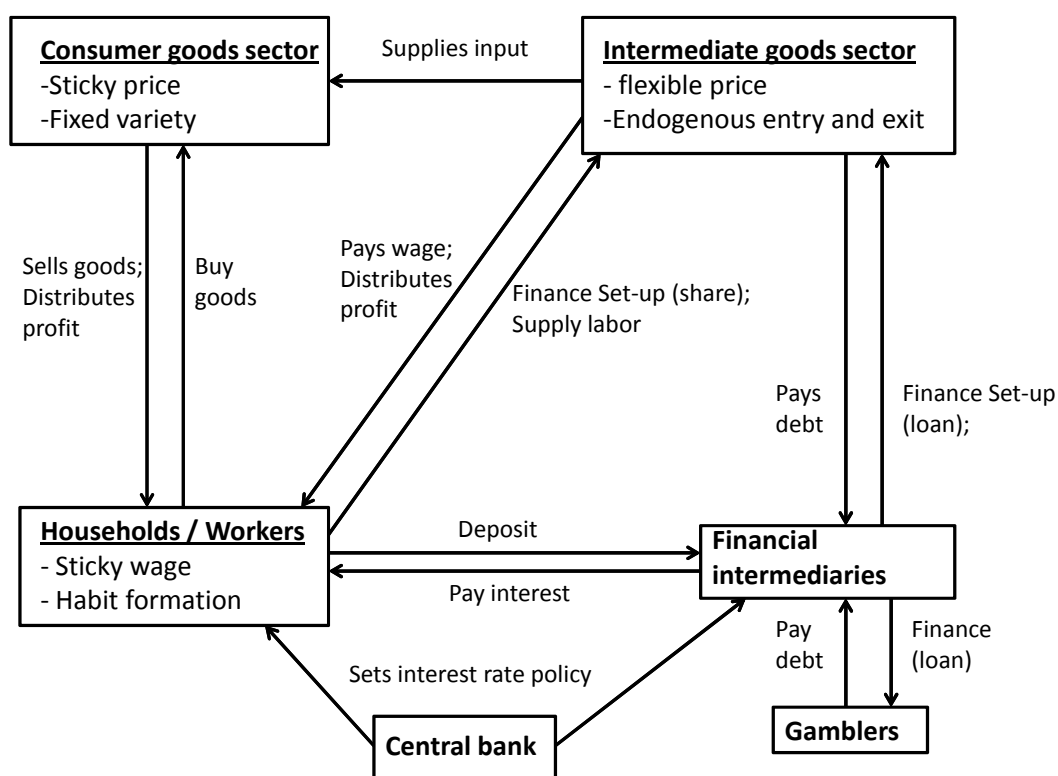 Consumer goods sector
-Sticky price
-Fixed variety
Supplies input
Intermediate goods sector
- flexible price
-Endogenous entry and exit
Sells goods;
Distributes
profit
Buy
goods
Pays wage;
Distributes
profit
Finance Set-up (share);
Supply labor
Pays
debt
Finance Set-up
(loan);
Households / Workers
- Sticky wage
- Habit formation
Deposit
Pay interest
Financial
intermediaries
Sets interest rate policy
Pay
debt
Finance
(loan)
Central bank
Gamblers